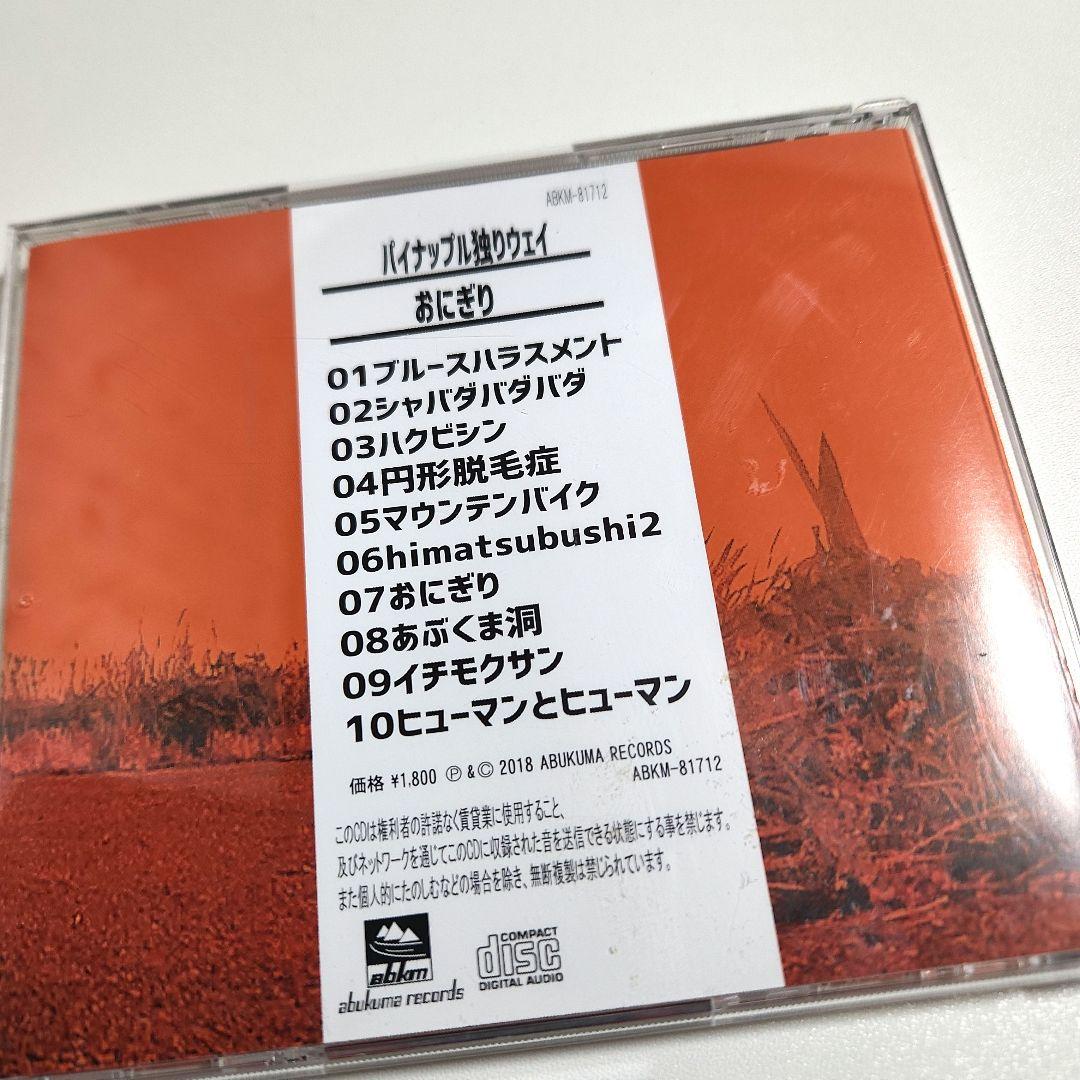 ABKM-81712
パイナップル独りウェイ
おにぎり
01ブルースハラスメント
02シャバダバダバダ
03ハクビシン
04円形脱毛症
05マウンテンバイク
06himatsubushi2
07おにぎり
08あぶくま洞
09イチモクサン
10ヒューマンとヒューマン
価格 ¥1,800 ℗&© 2018 ABUKUMA RECORDS
ABKM-81712
このCDは権利者の許諾なく賃貸業に使用すること、
及びネットワークを通じてこのCDに収録された音を送信できる状態にする事を禁じます。
また個人的にたのしむなどの場合を除き、無断複製は禁じられています。
abkm
abukuma records
COMPACT
disc
DIGITAL AUDIO